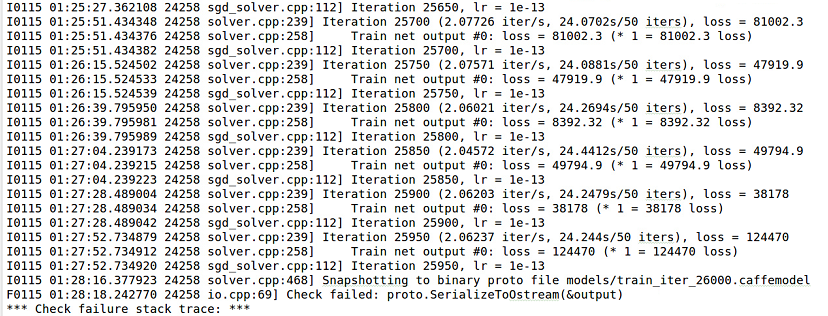 I0115 01:25:27.362108 24258 sgd_solver.cpp:112] Iteration 25650, lr = 1e-13
I0115 01:25:51.434348 24258 solver.cpp:239] Iteration 25700 (2.07726 iter/s, 24.0702s/50 iters), loss = 81002.3
I0115 01:25:51.434376 24258 solver.cpp:258]     Train net output #0: loss = 81002.3 (* 1 = 81002.3 loss)
I0115 01:25:51.434382 24258 sgd_solver.cpp:112] Iteration 25700, lr = 1e-13
I0115 01:26:15.524502 24258 solver.cpp:239] Iteration 25750 (2.07571 iter/s, 24.0881s/50 iters), loss = 47919.9
I0115 01:26:15.524533 24258 solver.cpp:258]     Train net output #0: loss = 47919.9 (* 1 = 47919.9 loss)
I0115 01:26:15.524539 24258 sgd_solver.cpp:112] Iteration 25750, lr = 1e-13
I0115 01:26:39.795950 24258 solver.cpp:239] Iteration 25800 (2.06021 iter/s, 24.2694s/50 iters), loss = 8392.32
I0115 01:26:39.795981 24258 solver.cpp:258]     Train net output #0: loss = 8392.32 (* 1 = 8392.32 loss)
I0115 01:26:39.795989 24258 sgd_solver.cpp:112] Iteration 25800, lr = 1e-13
I0115 01:27:04.239173 24258 solver.cpp:239] Iteration 25850 (2.04572 iter/s, 24.4412s/50 iters), loss = 49794.9
I0115 01:27:04.239215 24258 solver.cpp:258]     Train net output #0: loss = 49794.9 (* 1 = 49794.9 loss)
I0115 01:27:04.239223 24258 sgd_solver.cpp:112] Iteration 25850, lr = 1e-13
I0115 01:27:28.489004 24258 solver.cpp:239] Iteration 25900 (2.06203 iter/s, 24.2479s/50 iters), loss = 38178
I0115 01:27:28.489034 24258 solver.cpp:258]     Train net output #0: loss = 38178 (* 1 = 38178 loss)
I0115 01:27:28.489042 24258 sgd_solver.cpp:112] Iteration 25900, lr = 1e-13
I0115 01:27:52.734879 24258 solver.cpp:239] Iteration 25950 (2.06237 iter/s, 24.244s/50 iters), loss = 124470
I0115 01:27:52.734912 24258 solver.cpp:258]     Train net output #0: loss = 124470 (* 1 = 124470 loss)
I0115 01:27:52.734920 24258 sgd_solver.cpp:112] Iteration 25950, lr = 1e-13
I0115 01:28:16.377923 24258 solver.cpp:468] Snapshotting to binary proto file models/train_iter_26000.caffemodel
F0115 01:28:18.242770 24258 io.cpp:69] Check failed: proto.SerializeToOstream(&output)
*** Check failure stack trace: ***